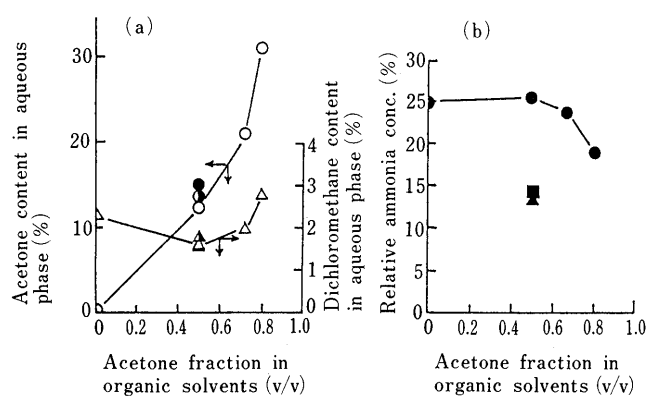 (a)
Acetone content in aqueous
phase (%)
30
20
10
0
4
3
2
1
0
Dichloromethane content
in aqueous phase (%)
0 0.2 0.4 0.6 0.8 1.0
Acetone fraction in
organic solvents (v/v)
(b)
Relative ammonia conc. (%)
30
25
20
15
10
5
0
0 0.2 0.4 0.6 0.8 1.0
Acetone fraction in
organic solvents (v/v)